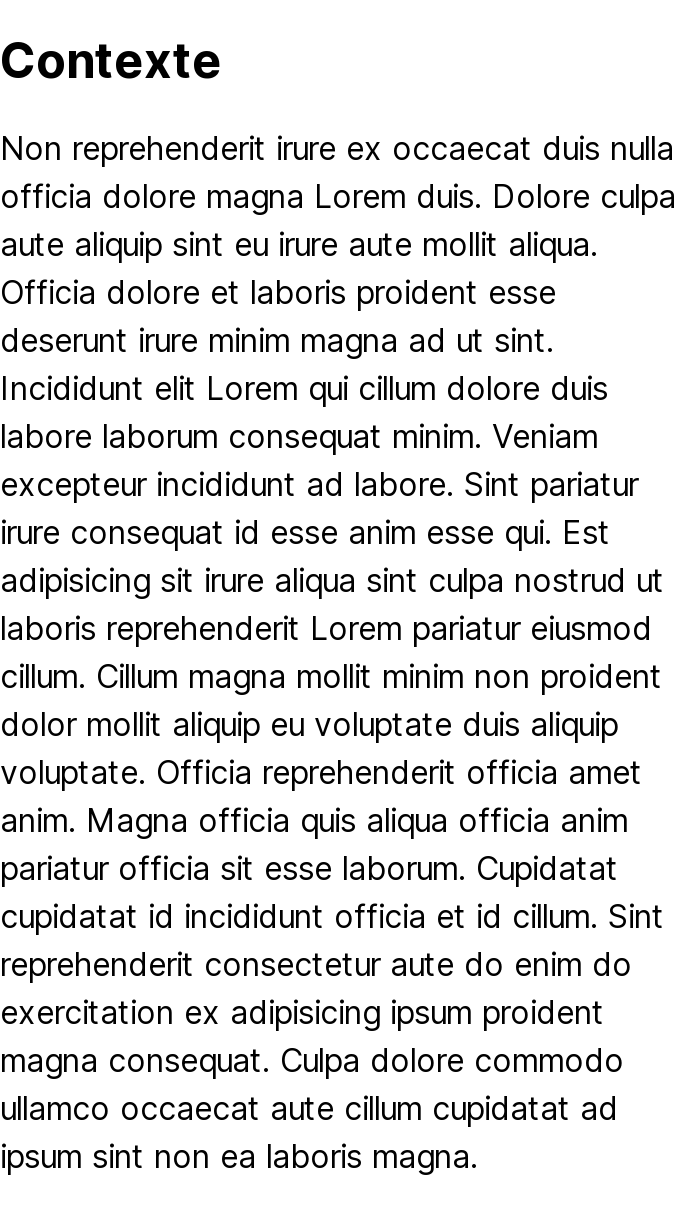 Contexte
Non reprehenderit irure ex occaecat duis nulla
officia dolore magna Lorem duis. Dolore culpa
aute aliquip sint eu irure aute mollit aliqua.
Officia dolore et laboris proident esse
deserunt irure minim magna ad ut sint.
Incididunt elit Lorem qui cillum dolore duis
labore laborum consequat minim. Veniam
excepteur incididunt ad labore. Sint pariatur
irure consequat id esse anim esse qui. Est
adipisicing sit irure aliqua sint culpa nostrud ut
laboris reprehenderit Lorem pariatur eiusmod
cillum. Cillum magna mollit minim non proident
dolor mollit aliquip eu voluptate duis aliquip
voluptate. Officia reprehenderit officia amet
anim. Magna officia quis aliqua officia anim
pariatur officia sit esse laborum. Cupidatat
cupidatat id incididunt officia et id cillum. Sint
reprehenderit consectetur aute do enim do
exercitation ex adipisicing ipsum proident
magna consequat. Culpa dolore commodo
ullamco occaecat aute cillum cupidatat ad
ipsum sint non ea laboris magna.